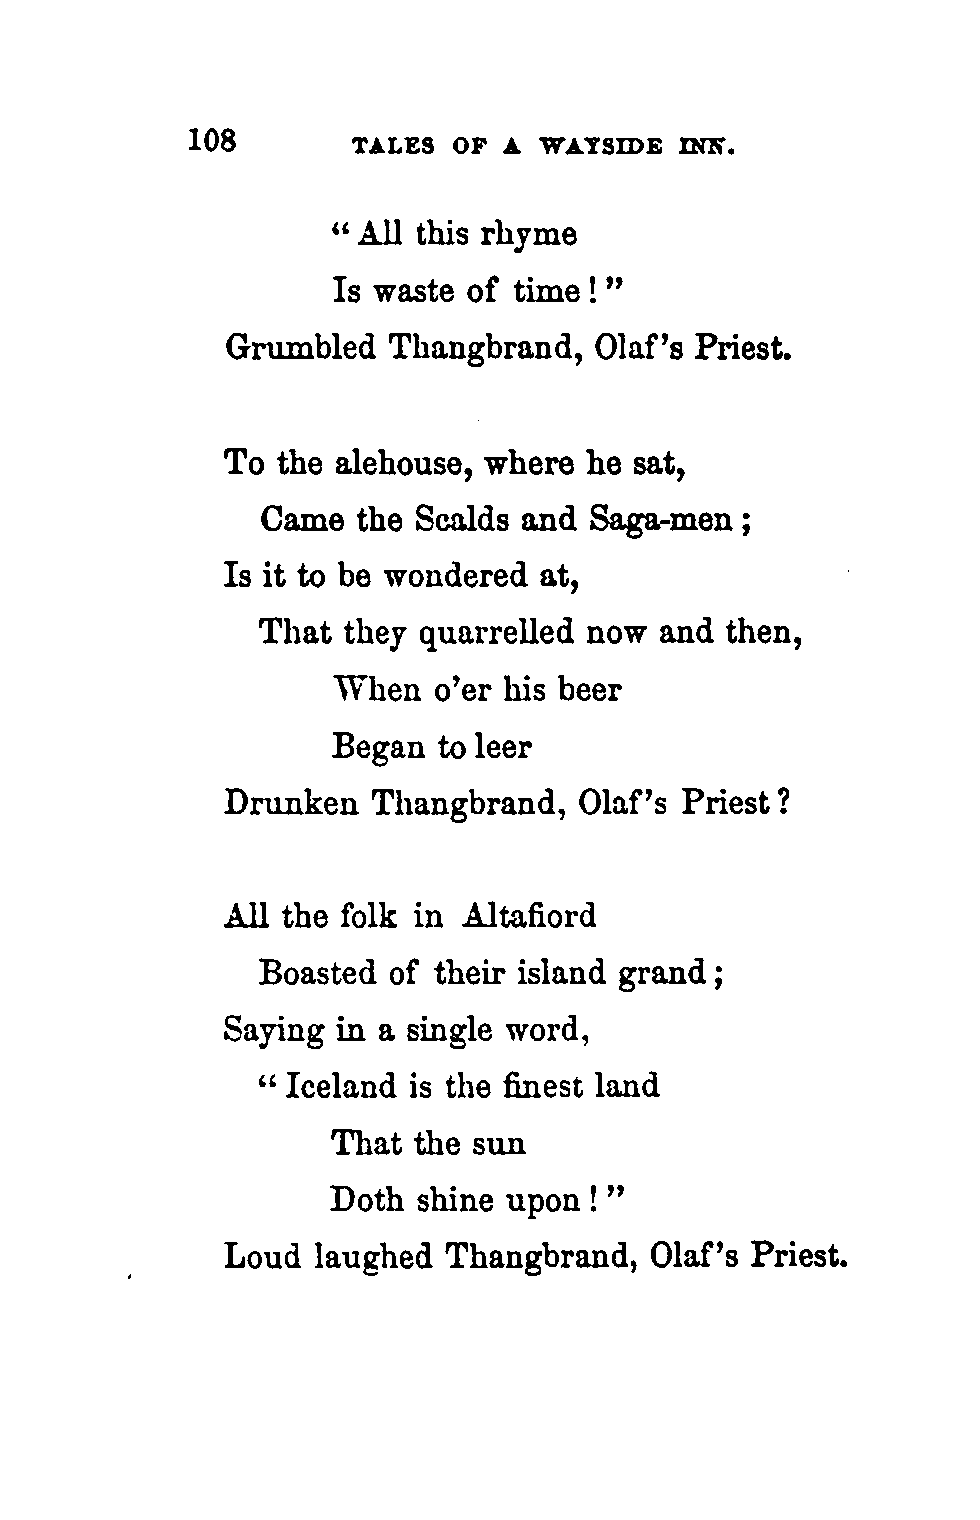 108 TALES OF A WAYSIDE INN.
“ All this rhyme
Is waste of time ! ”
Grumbled Thangbrand, Olaf’s Priest.
To the alehouse, where he sat,
Came the Scalds and Saga-men ;
Is it to be wondered at,
That they quarrelled now and then,
When o’er his beer
Began to leer
Drunken Thangbrand, Olaf’s Priest ?
All the folk in Altafiord
Boasted of their island grand ;
Saying in a single word,
“ Iceland is the finest land
That the sun
Doth shine upon ! ”
Loud laughed Thangbrand, Olaf’s Priest.